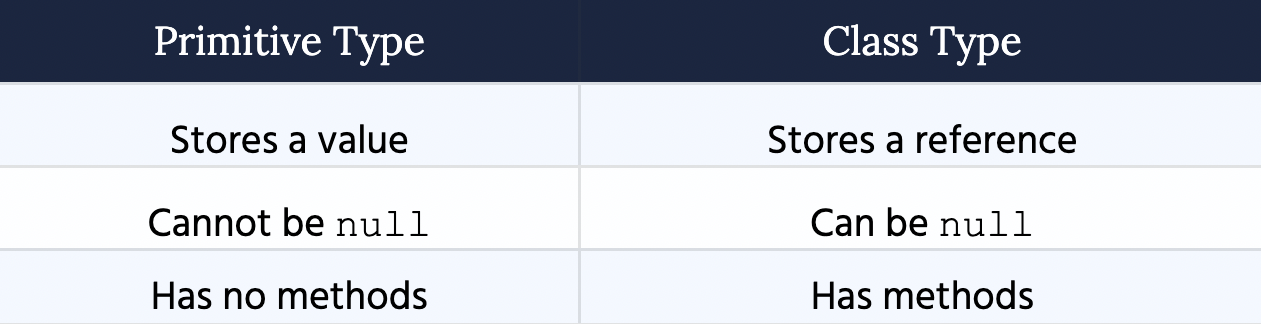 Primitive Type Class Type
Stores a value Stores a reference
Cannot be null Can be null
Has no methods Has methods